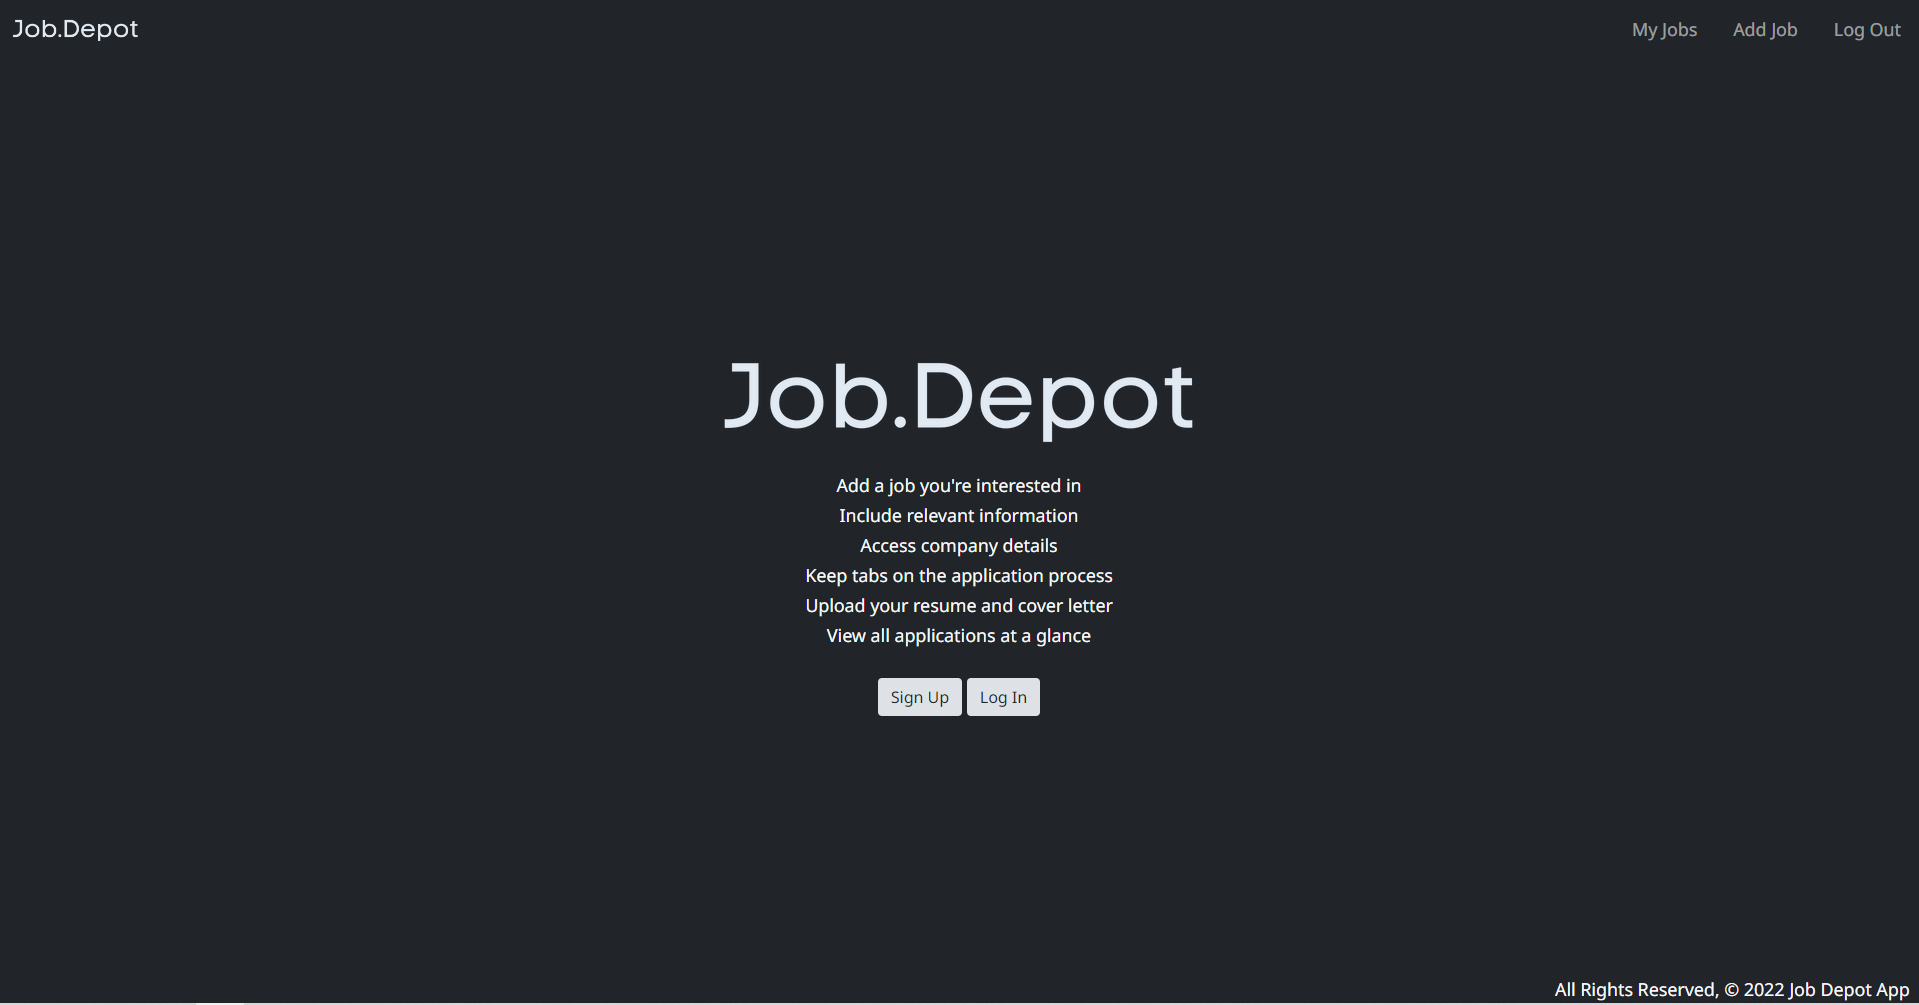 Job.Depot
My Jobs Add Job Log Out
Job.Depot
Add a job you're interested in
Include relevant information
Access company details
Keep tabs on the application process
Upload your resume and cover letter
View all applications at a glance
Sign Up Log In
All Rights Reserved, © 2022 Job Depot App